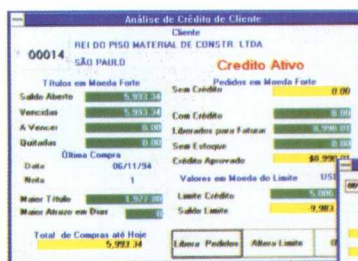 Análise de Crédito de Cliente
Cliente
00014
REI DO PISO MATERIAL DE CONSTR. LTDA
SÃO PAULO
Credito Ativo
Títulos em Moeda Forte
Saldo Aberto 5,993.34
Vencidas 5,993.34
A Vencer 0.00
Quitadas 0.00
Última Compra
Data 06/11/94
Nota 1
Maior Título 1,977.00
Maior Atrazo em Dias 0
Total de Compras até Hoje
5,993.34
Pedidos em Moeda Forte
Sem Crédito 0.00
Com Crédito 0.00
Liberados para Faturar
Sem Estoque 0.00
Crédito Aprovado
Valores em Moeda do Limite
Limite Crédito
Saldo Limite
Libera Pedidos
Altera Limite